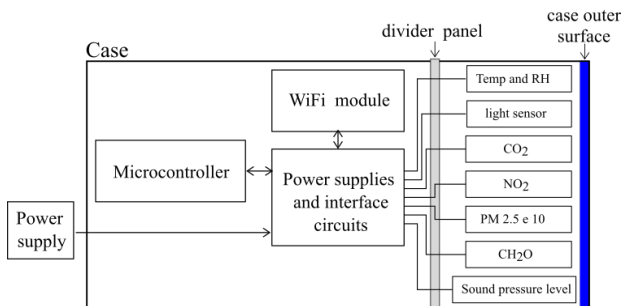 case outer
surface
divider panel
Case
Temp and RH
WiFi module
light sensor
CO2
Microcontroller
Power supplies
and interface
circuits
NO2
Power
supply
PM 2.5 e 10
CH2O
Sound pressure level